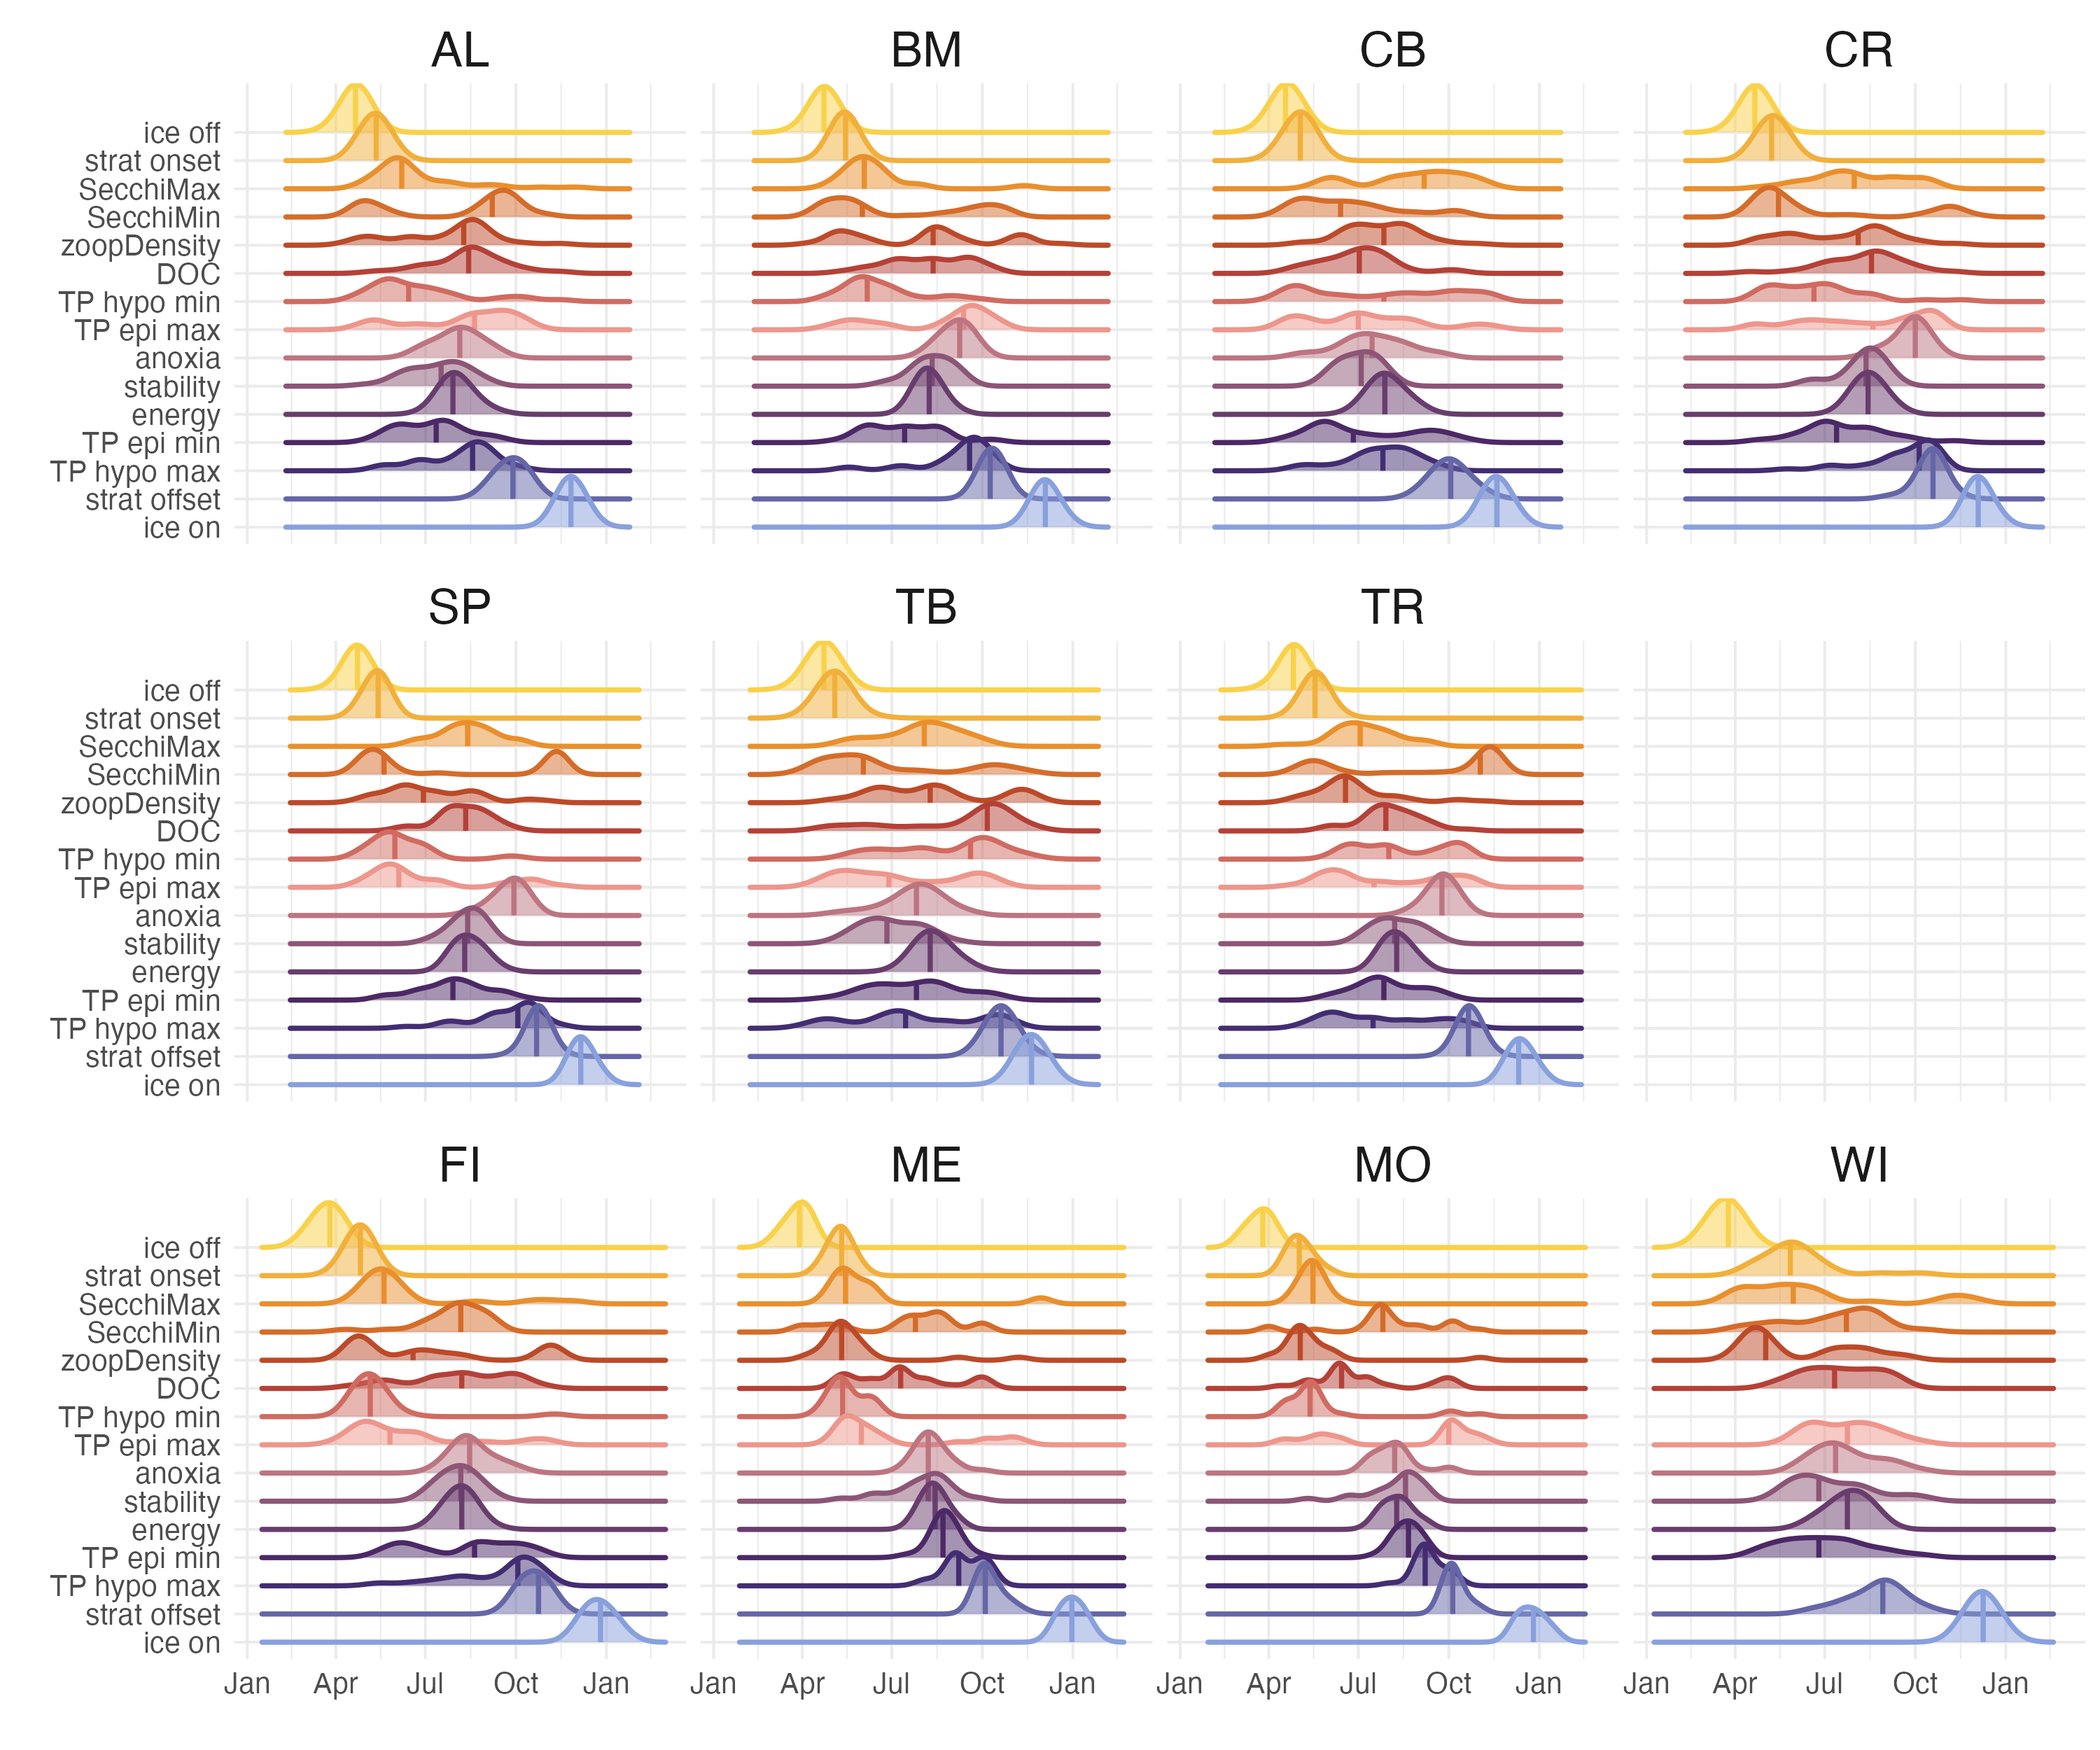 AL BM CB CR
ice off
strat onset
SecchiMax
SecchiMin
zoopDensity
DOC
TP hypo min
TP epi max
anoxia
stability
energy
TP epi min
TP hypo max
strat offset
ice on
SP TB TR
ice off
strat onset
SecchiMax
SecchiMin
zoopDensity
DOC
TP hypo min
TP epi max
anoxia
stability
energy
TP epi min
TP hypo max
strat offset
ice on
FI ME MO WI
ice off
strat onset
SecchiMax
SecchiMin
zoopDensity
DOC
TP hypo min
TP epi max
anoxia
stability
energy
TP epi min
TP hypo max
strat offset
ice on
Jan Apr Jul Oct Jan Jan Apr Jul Oct Jan Jan Apr Jul Oct Jan Jan Apr Jul Oct Jan